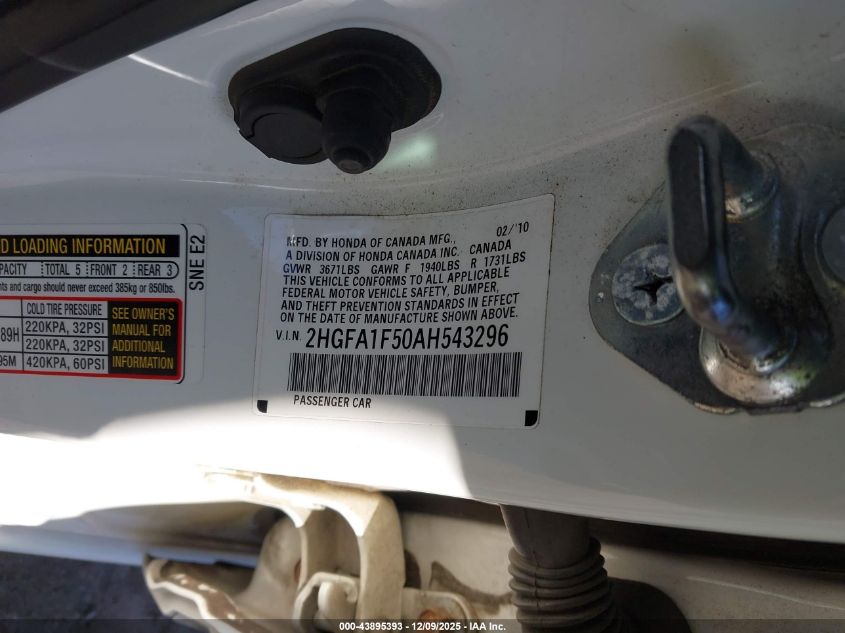 MFD. BY HONDA OF CANADA MFG., 02/'10
A DIVISION OF HONDA CANADA INC. CANADA
GVWR 3671LBS GAWR F 1940LBS R 1731LBS
THIS VEHICLE CONFORMS TO ALL APPLICABLE
FEDERAL MOTOR VEHICLE SAFETY, BUMPER,
AND THEFT PREVENTION STANDARDS IN EFFECT
ON THE DATE OF MANUFACTURE SHOWN ABOVE.
V.I.N. 2HGFA1F50AH543296
PASSENGER CAR
LOADING INFORMATION
TOTAL 5 FRONT 2 REAR 3
and cargo should never exceed 385kg or 850lbs.
COLD TIRE PRESSURE
89H 220KPA, 32PSI
220KPA, 32PSI
95M 420KPA, 60PSI
SEE OWNER'S
MANUAL FOR
ADDITIONAL
INFORMATION
SNE E2
000-43895393 - 12/09/2025 - IAA Inc.